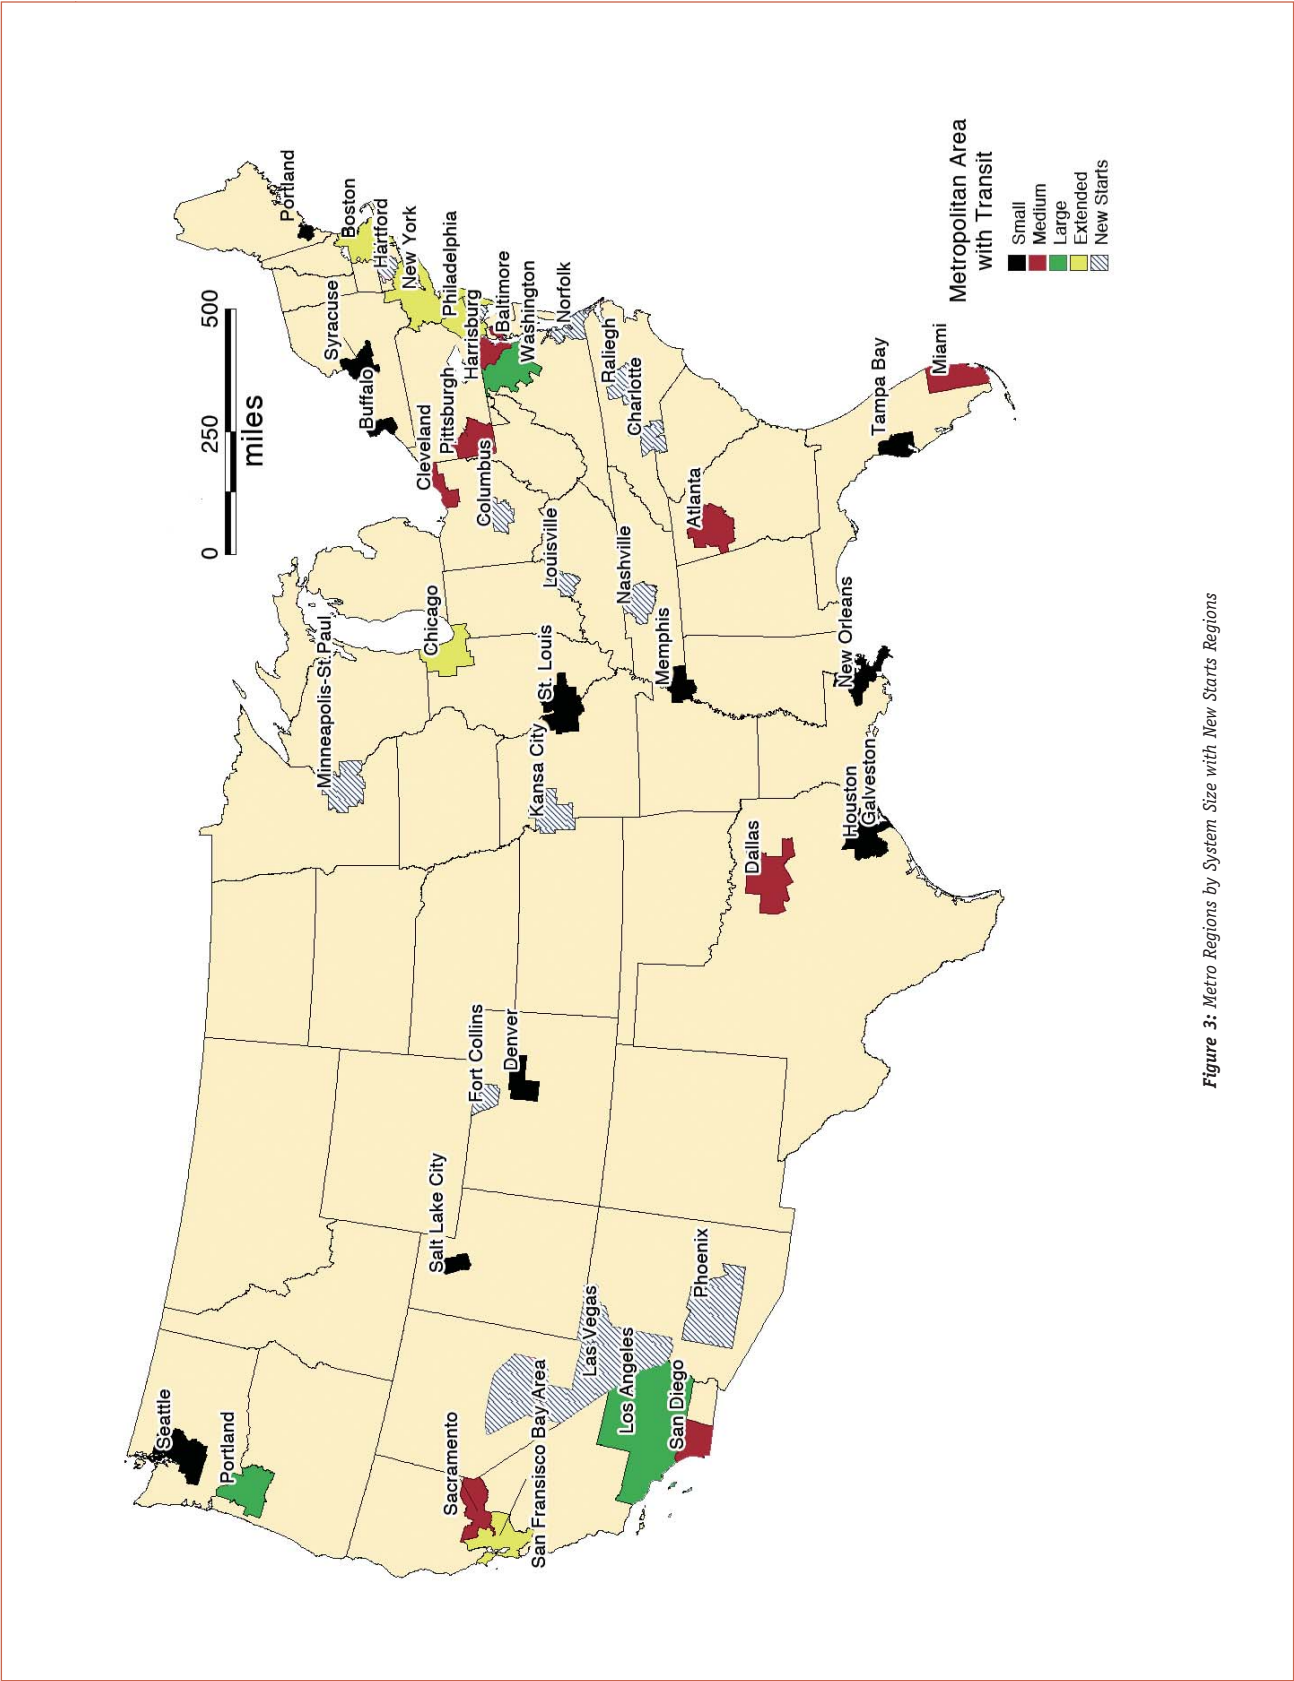 Seattle
Portland
Sacramento
San Fransisco Bay Area
Los Angeles
San Diego
Las Vegas
Phoenix
Salt Lake City
Fort Collins
Denver
Dallas
Houston
Galveston
Minneapolis-St.Paul
Kansa City
St. Louis
Chicago
Memphis
New Orleans
Louisville
Nashville
Atlanta
Cleveland
Columbus
Pittsburgh
Charlotte
Raliegh
Buffalo
Syracuse
Harrisburg
Philadelphia
Baltimore
Washington
Norfolk
Portland
Boston
Hartford
New York
Tampa Bay
Miami
0 250 500
miles
Metropolitan Area
with Transit
Small
Medium
Large
Extended
New Starts
Figure 3: Metro Regions by System Size with New Starts Regions